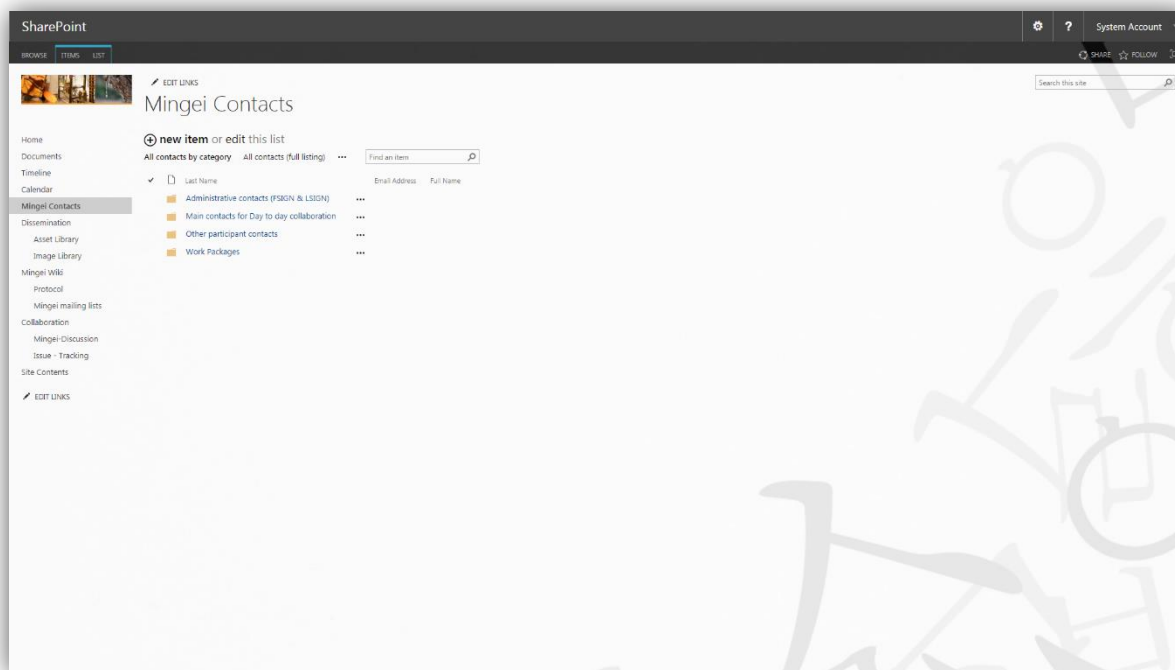 SharePoint
? System Account
BROWSE ITEMS LIST
SHARE FOLLOW
EDIT LINKS
Search this site
Mingei Contacts
new item or edit this list
All contacts by category All contacts (full listing) ••• Find an item
Last Name Email Address Full Name
Administrative contacts (FSIGN & LSIGN) •••
Main contacts for Day to day collaboration •••
Other participant contacts •••
Work Packages •••
Home
Documents
Timeline
Calendar
Mingei Contacts
Dissemination
Asset Library
Image Library
Mingei Wiki
Protocol
Mingei mailing lists
Collaboration
Mingei-Discussion
Issue - Tracking
Site Contents
EDIT LINKS